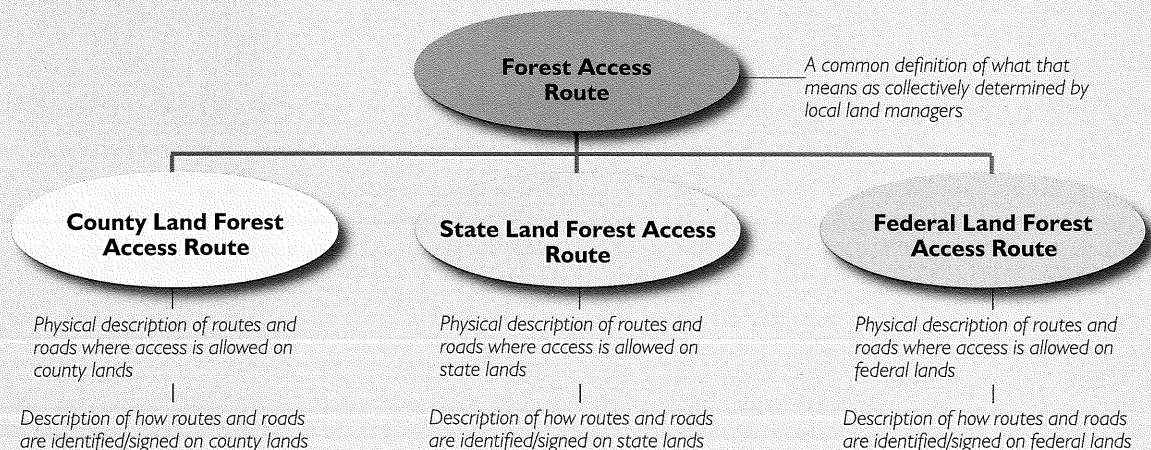 Forest Access
Route
A common definition of what that
means as collectively determined by
local land managers
County Land Forest
Access Route
State Land Forest Access
Route
Federal Land Forest
Access Route
Physical description of routes and
roads where access is allowed on
county lands
Physical description of routes and
roads where access is allowed on
state lands
Physical description of routes and
roads where access is allowed on
federal lands
Description of how routes and roads
are identified/signed on county lands
Description of how routes and roads
are identified/signed on state lands
Description of how routes and roads
are identified/signed on federal lands